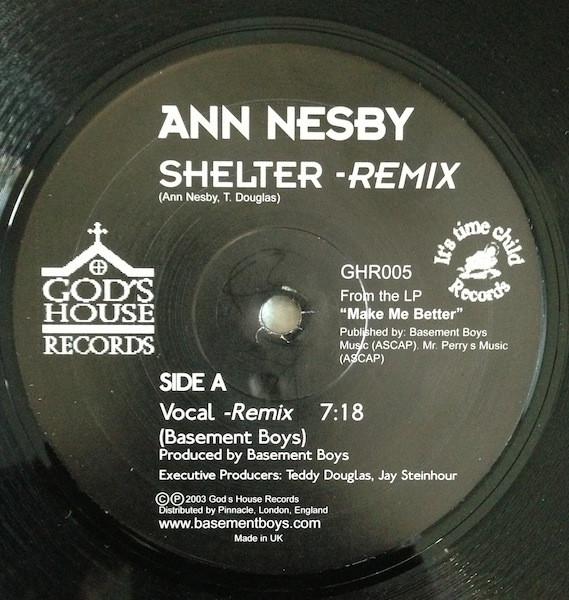 ANN NESBY
SHELTER -REMIX
(Ann Nesby, T. Douglas)
GOD'S
HOUSE
RECORDS
It's time child
Records
GHR005
From the LP
"Make Me Better"
Published by: Basement Boys
Music (ASCAP). Mr. Perry s Music
(ASCAP)
SIDE A
Vocal -Remix 7:18
(Basement Boys)
Produced by Basement Boys
Executive Producers: Teddy Douglas, Jay Steinhour
©℗2003 God s House Records
Distributed by Pinnacle, London, England
www.basementboys.com
Made in UK